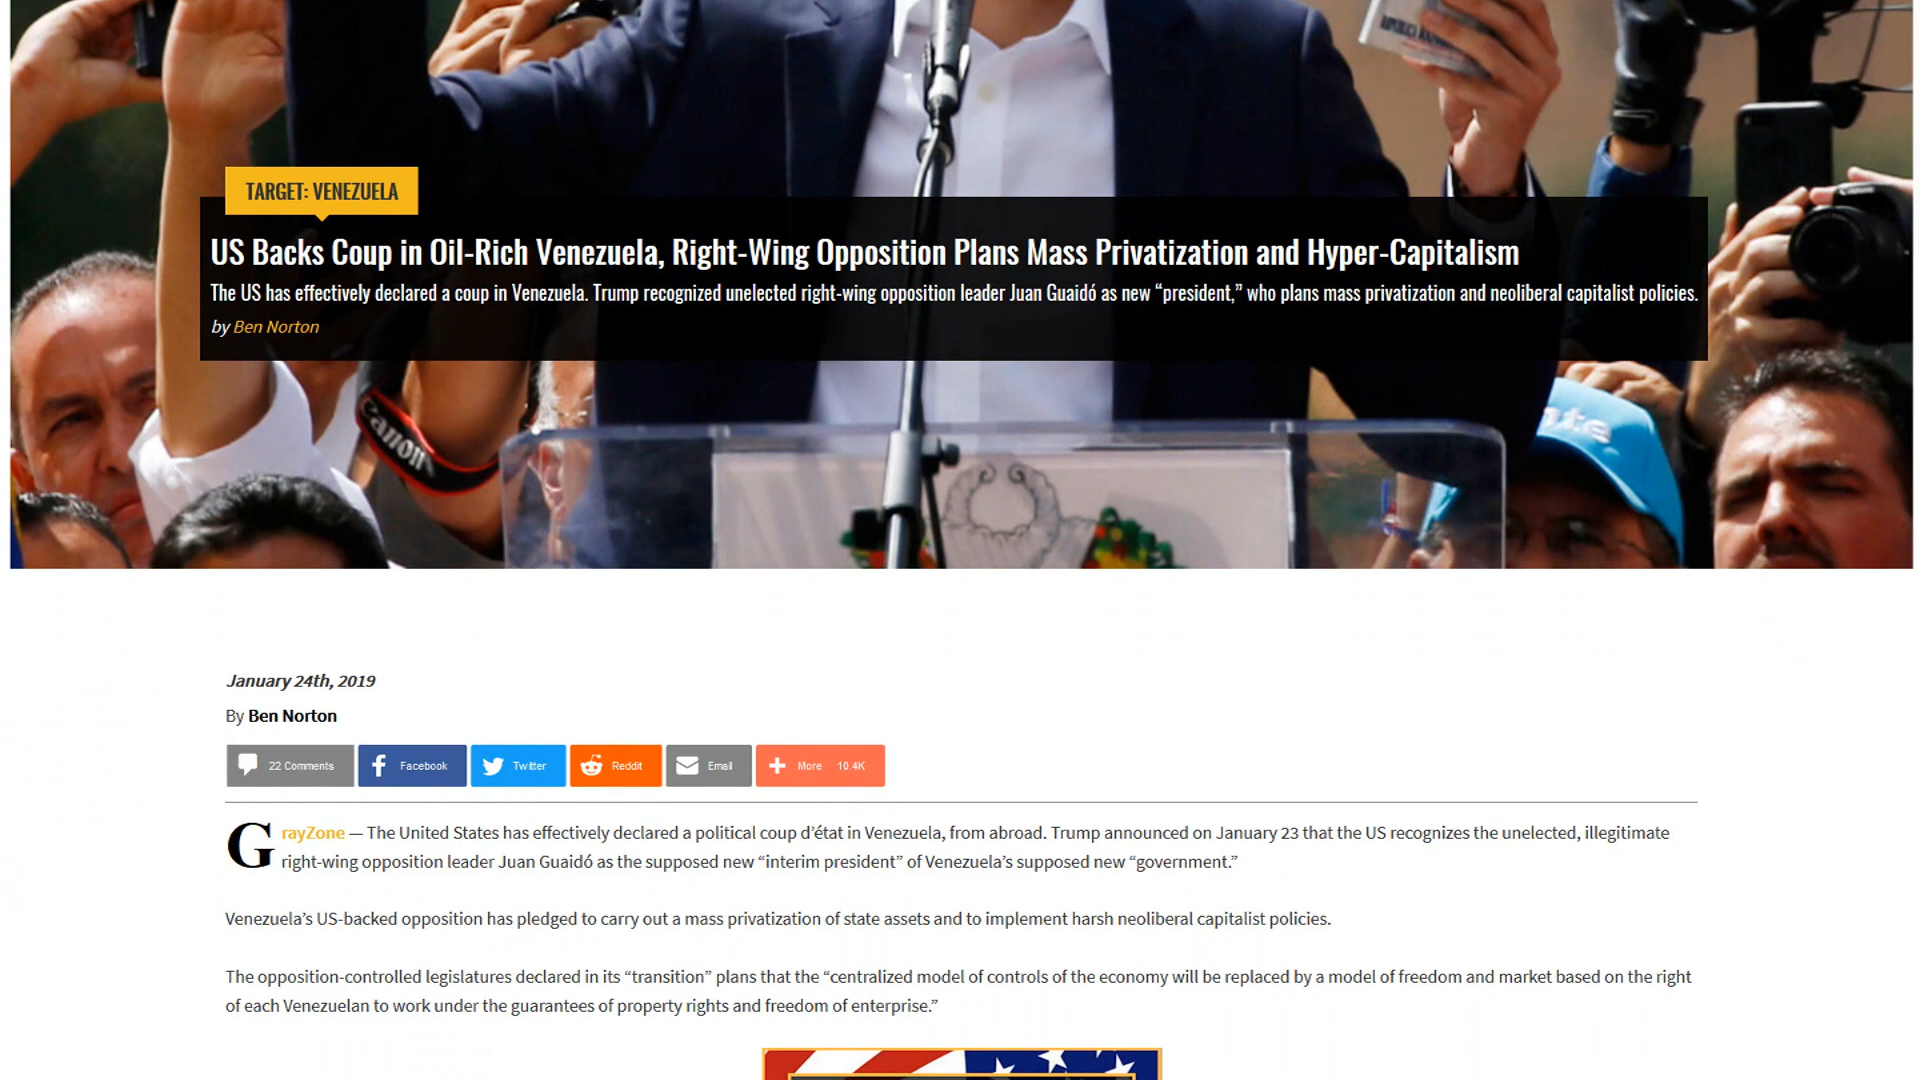 TARGET: VENEZUELA
US Backs Coup in Oil-Rich Venezuela, Right-Wing Opposition Plans Mass Privatization and Hyper-Capitalism
The US has effectively declared a coup in Venezuela. Trump recognized unelected right-wing opposition leader Juan Guaidó as new “president,” who plans mass privatization and neoliberal capitalist policies.
by Ben Norton
Canon
January 24th, 2019
By Ben Norton
22 Comments Facebook Twitter Reddit Email More 10.4K
GrayZone — The United States has effectively declared a political coup d’état in Venezuela, from abroad. Trump announced on January 23 that the US recognizes the unelected, illegitimate
right-wing opposition leader Juan Guaidó as the supposed new “interim president” of Venezuela’s supposed new “government.”
Venezuela’s US-backed opposition has pledged to carry out a mass privatization of state assets and to implement harsh neoliberal capitalist policies.
The opposition-controlled legislatures declared in its “transition” plans that the “centralized model of controls of the economy will be replaced by a model of freedom and market based on the right
of each Venezuelan to work under the guarantees of property rights and freedom of enterprise.”